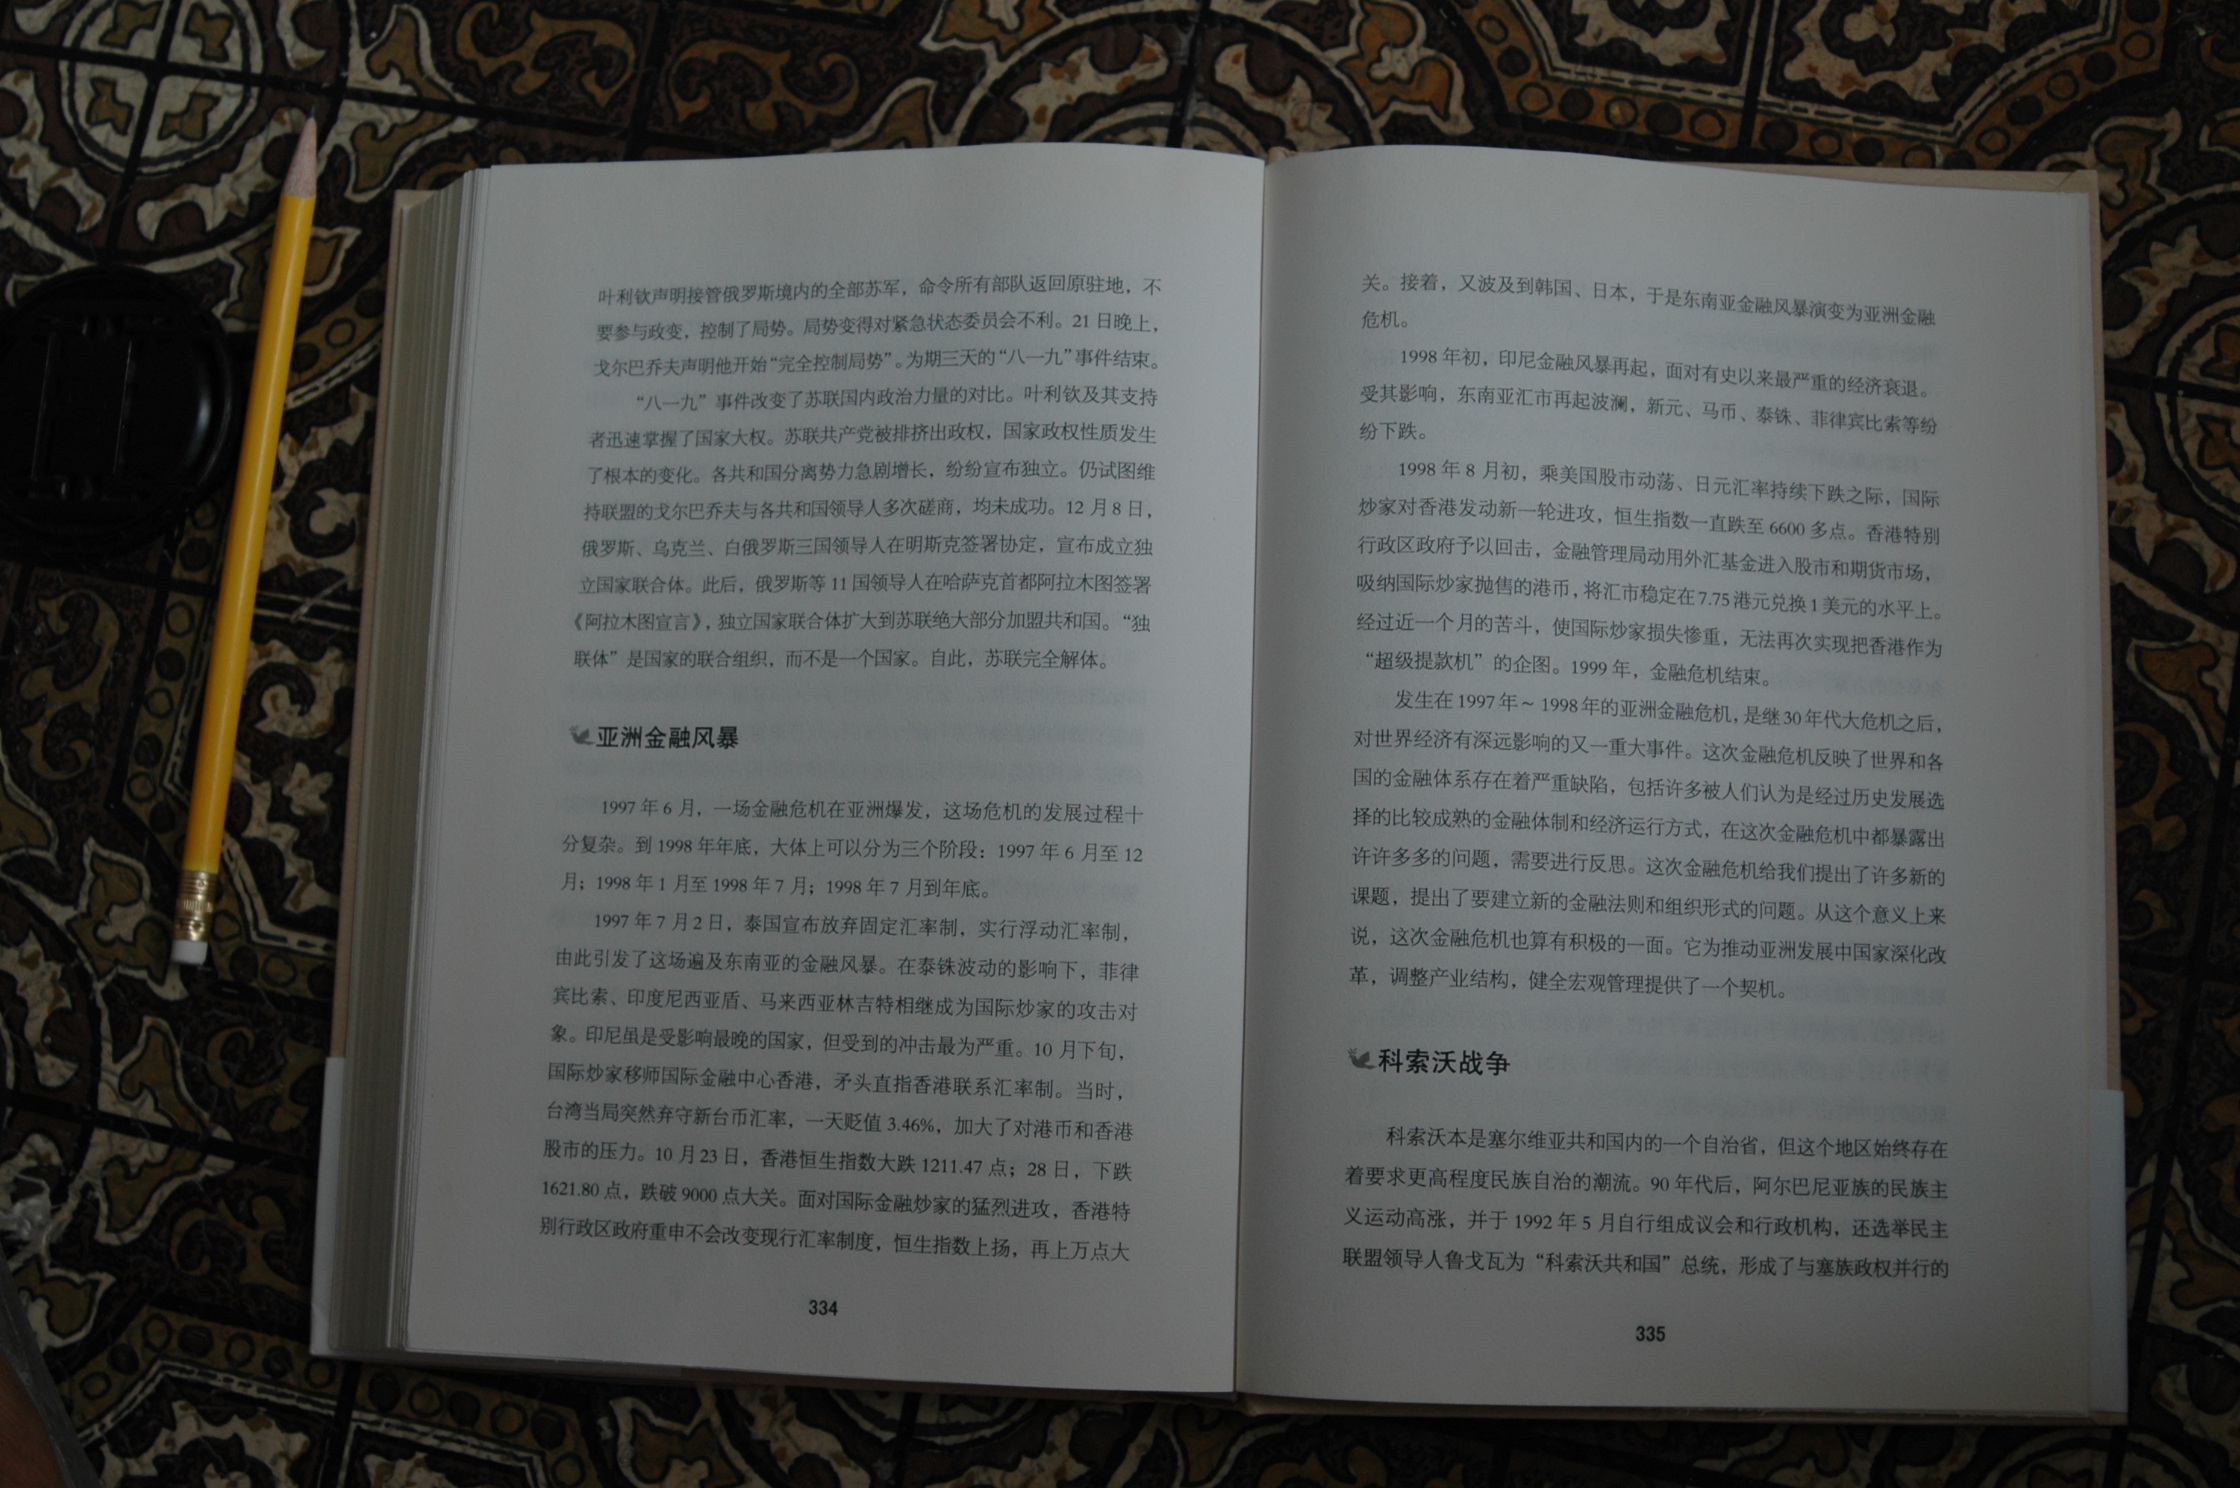 叶利钦声明接管俄罗斯境内的全部苏军，命令所有部队返回原驻地，不
要参与政变，控制了局势。局势变得对紧急状态委员会不利。21日晚上，
戈尔巴乔夫声明他开始“完全控制局势”。为期三天的“八一九”事件结束。
“八一九”事件改变了苏联国内政治力量的对比。叶利钦及其支持
者迅速掌握了国家大权。苏联共产党被排挤出政权，国家政权性质发生
了根本的变化。各共和国分离势力急剧增长，纷纷宣布独立。仍试图维
持联盟的戈尔巴乔夫与各共和国领导人多次磋商，均未成功。12月8日，
俄罗斯、乌克兰、白俄罗斯三国领导人在明斯克签署协定，宣布成立独
立国家联合体。此后，俄罗斯等11国领导人在哈萨克首都阿拉木图签署
《阿拉木图宣言》，独立国家联合体扩大到苏联绝大部分加盟共和国。“独
联体”是国家的联合组织，而不是一个国家。自此，苏联完全解体。
亚洲金融风暴
1997年6月，一场金融危机在亚洲爆发，这场危机的发展过程十
分复杂。到1998年年底，大体上可以分为三个阶段：1997年6月至12
月；1998年1月至1998年7月；1998年7月到年底。
1997年7月2日，泰国宣布放弃固定汇率制，实行浮动汇率制，
由此引发了这场遍及东南亚的金融风暴。在泰铢波动的影响下，菲律
宾比索、印度尼西亚盾、马来西亚林吉特相继成为国际炒家的攻击对
象。印尼虽是受影响最晚的国家，但受到的冲击最为严重。10月下旬，
国际炒家移师国际金融中心香港，矛头直指香港联系汇率制。当时，
台湾当局突然弃守新台币汇率，一天贬值3.46%，加大了对港币和香港
股市的压力。10月23日，香港恒生指数大跌1211.47点；28日，下跌
1621.80点，跌破9000点大关。面对国际金融炒家的猛烈进攻，香港特
别行政区政府重申不会改变现行汇率制度，恒生指数上扬，再上万点大
334
关。接着，又波及到韩国、日本，于是东南亚金融风暴演变为亚洲金融
危机。
1998年初，印尼金融风暴再起，面对有史以来最严重的经济衰退。
受其影响，东南亚汇市再起波澜，新元、马币、泰铢、菲律宾比索等纷
纷下跌。
1998年8月初，乘美国股市动荡、日元汇率持续下跌之际，国际
炒家对香港发动新一轮进攻，恒生指数一直跌至6600多点。香港特别
行政区政府予以回击，金融管理局动用外汇基金进入股市和期货市场，
吸纳国际炒家抛售的港币，将汇市稳定在7.75港元兑换1美元的水平上。
经过近一个月的苦斗，使国际炒家损失惨重，无法再次实现把香港作为
“超级提款机”的企图。1999年，金融危机结束。
发生在1997年～1998年的亚洲金融危机，是继30年代大危机之后，
对世界经济有深远影响的又一重大事件。这次金融危机反映了世界和各
国的金融体系存在着严重缺陷，包括许多被人们认为是经过历史发展选
择的比较成熟的金融体制和经济运行方式，在这次金融危机中都暴露出
许许多多的问题，需要进行反思。这次金融危机给我们提出了许多新的
课题，提出了要建立新的金融法则和组织形式的问题。从这个意义上来
说，这次金融危机也算有积极的一面。它为推动亚洲发展中国家深化改
革，调整产业结构，健全宏观管理提供了一个契机。
科索沃战争
科索沃本是塞尔维亚共和国内的一个自治省，但这个地区始终存在
着要求更高程度民族自治的潮流。90年代后，阿尔巴尼亚族的民族主
义运动高涨，并于1992年5月自行组成议会和行政机构，还选举民主
联盟领导人鲁戈瓦为“科索沃共和国”总统，形成了与塞族政权并行的
335